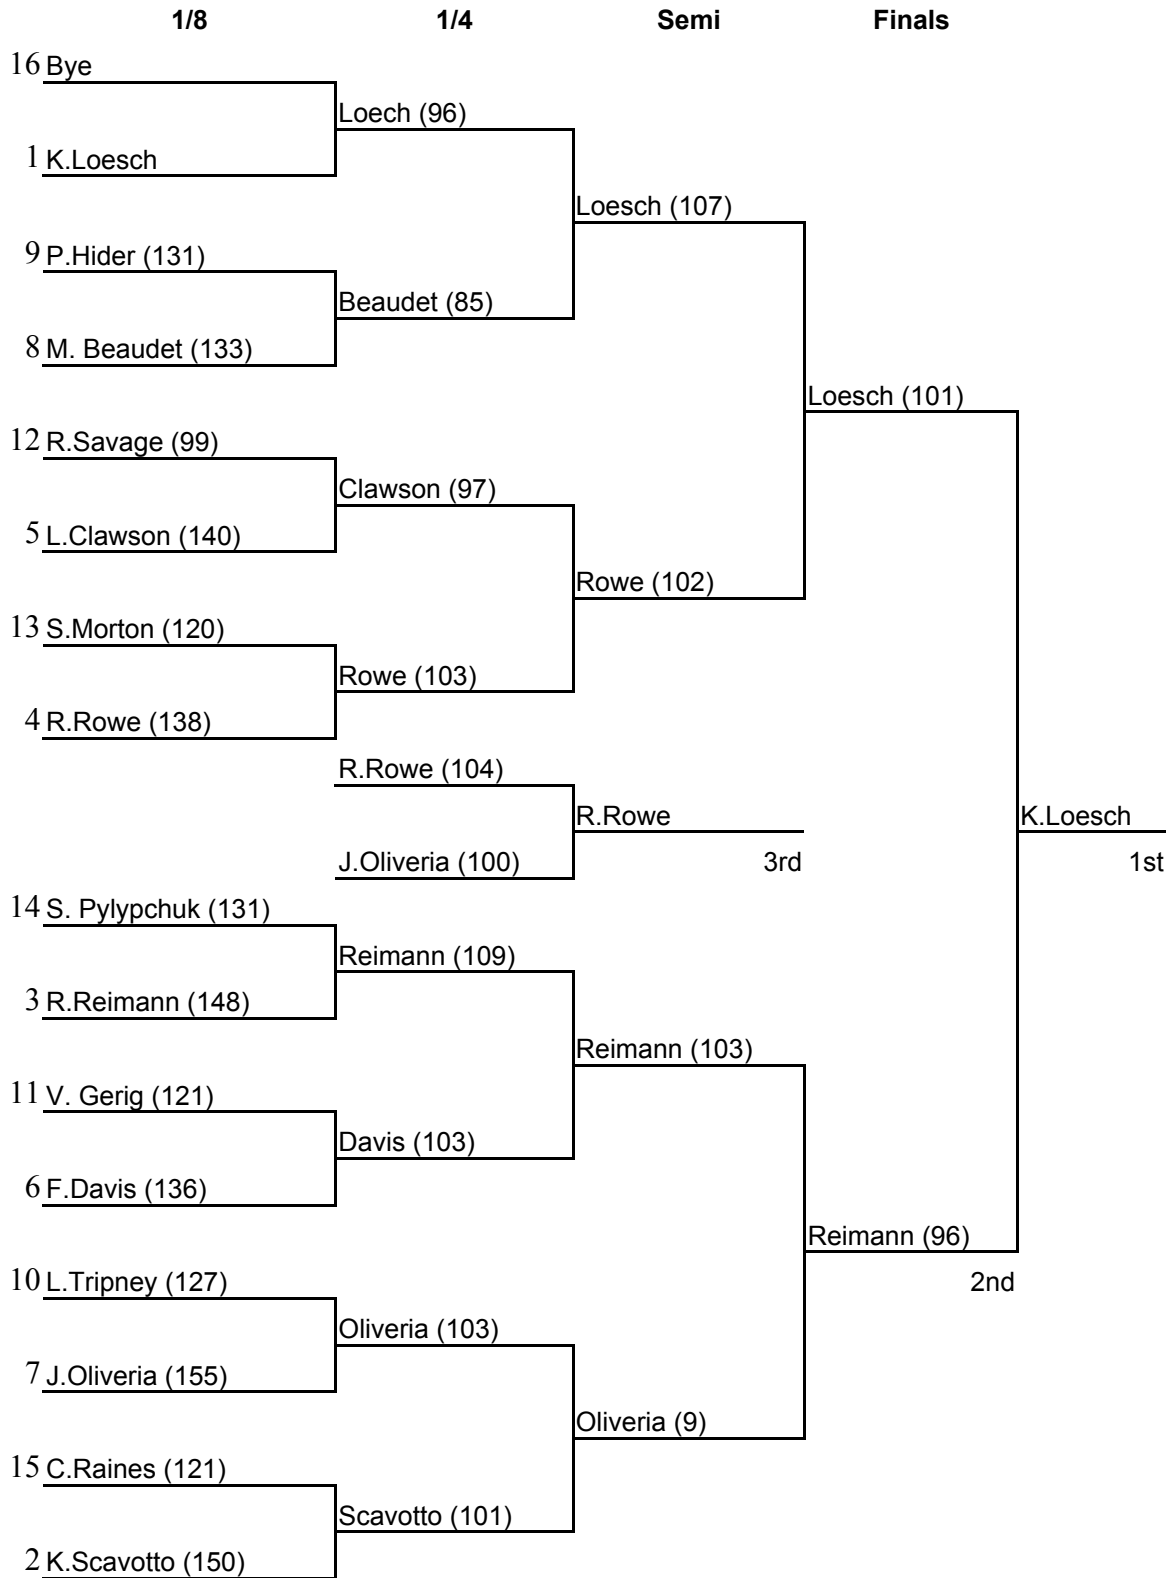 1/8 1/4 Semi Finals
16 Bye
Loech (96)
1 K.Loesch
Loesch (107)
9 P.Hider (131)
Beaudet (85)
8 M. Beaudet (133)
Loesch (101)
12 R.Savage (99)
Clawson (97)
5 L.Clawson (140)
Rowe (102)
13 S.Morton (120)
Rowe (103)
4 R.Rowe (138)
R.Rowe (104)
R.Rowe K.Loesch
J.Oliveria (100) 3rd 1st
14 S. Pylypchuk (131)
Reimann (109)
3 R.Reimann (148)
Reimann (103)
11 V. Gerig (121)
Davis (103)
6 F.Davis (136)
Reimann (96)
10 L.Tripney (127) 2nd
Oliveria (103)
7 J.Oliveria (155)
Oliveria (9)
15 C.Raines (121)
Scavotto (101)
2 K.Scavotto (150)